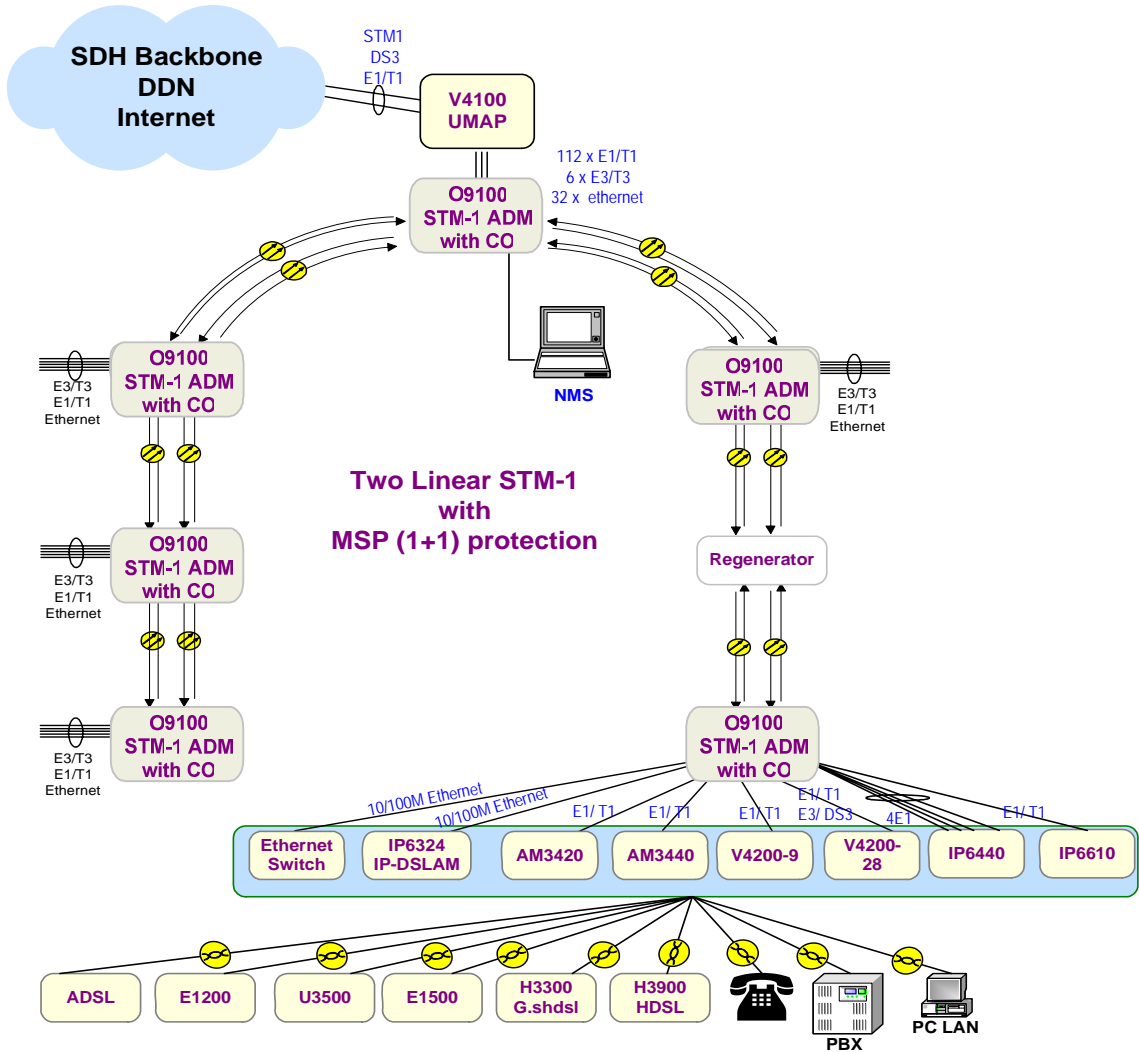 SDH Backbone
DDN
Internet
STM1
DS3
E1/T1
V4100
UMAP
112 x E1/T1
6 x E3/T3
32 x ethernet
O9100
STM-1 ADM
with CO
NMS
O9100
STM-1 ADM
with CO
E3/T3
E1/T1
Ethernet
O9100
STM-1 ADM
with CO
E3/T3
E1/T1
Ethernet
Two Linear STM-1
with
MSP (1+1) protection
O9100
STM-1 ADM
with CO
E3/T3
E1/T1
Ethernet
Regenerator
O9100
STM-1 ADM
with CO
E3/T3
E1/T1
Ethernet
O9100
STM-1 ADM
with CO
10/100M Ethernet
10/100M Ethernet
E1/ T1
E1/ T1
E1/ T1
E1/ T1
E3/ DS3
4E1
E1/ T1
Ethernet
Switch
IP6324
IP-DSLAM
AM3420
AM3440
V4200-9
V4200-
28
IP6440
IP6610
ADSL
E1200
U3500
E1500
H3300
G.shdsl
H3900
HDSL
PBX
PC LAN